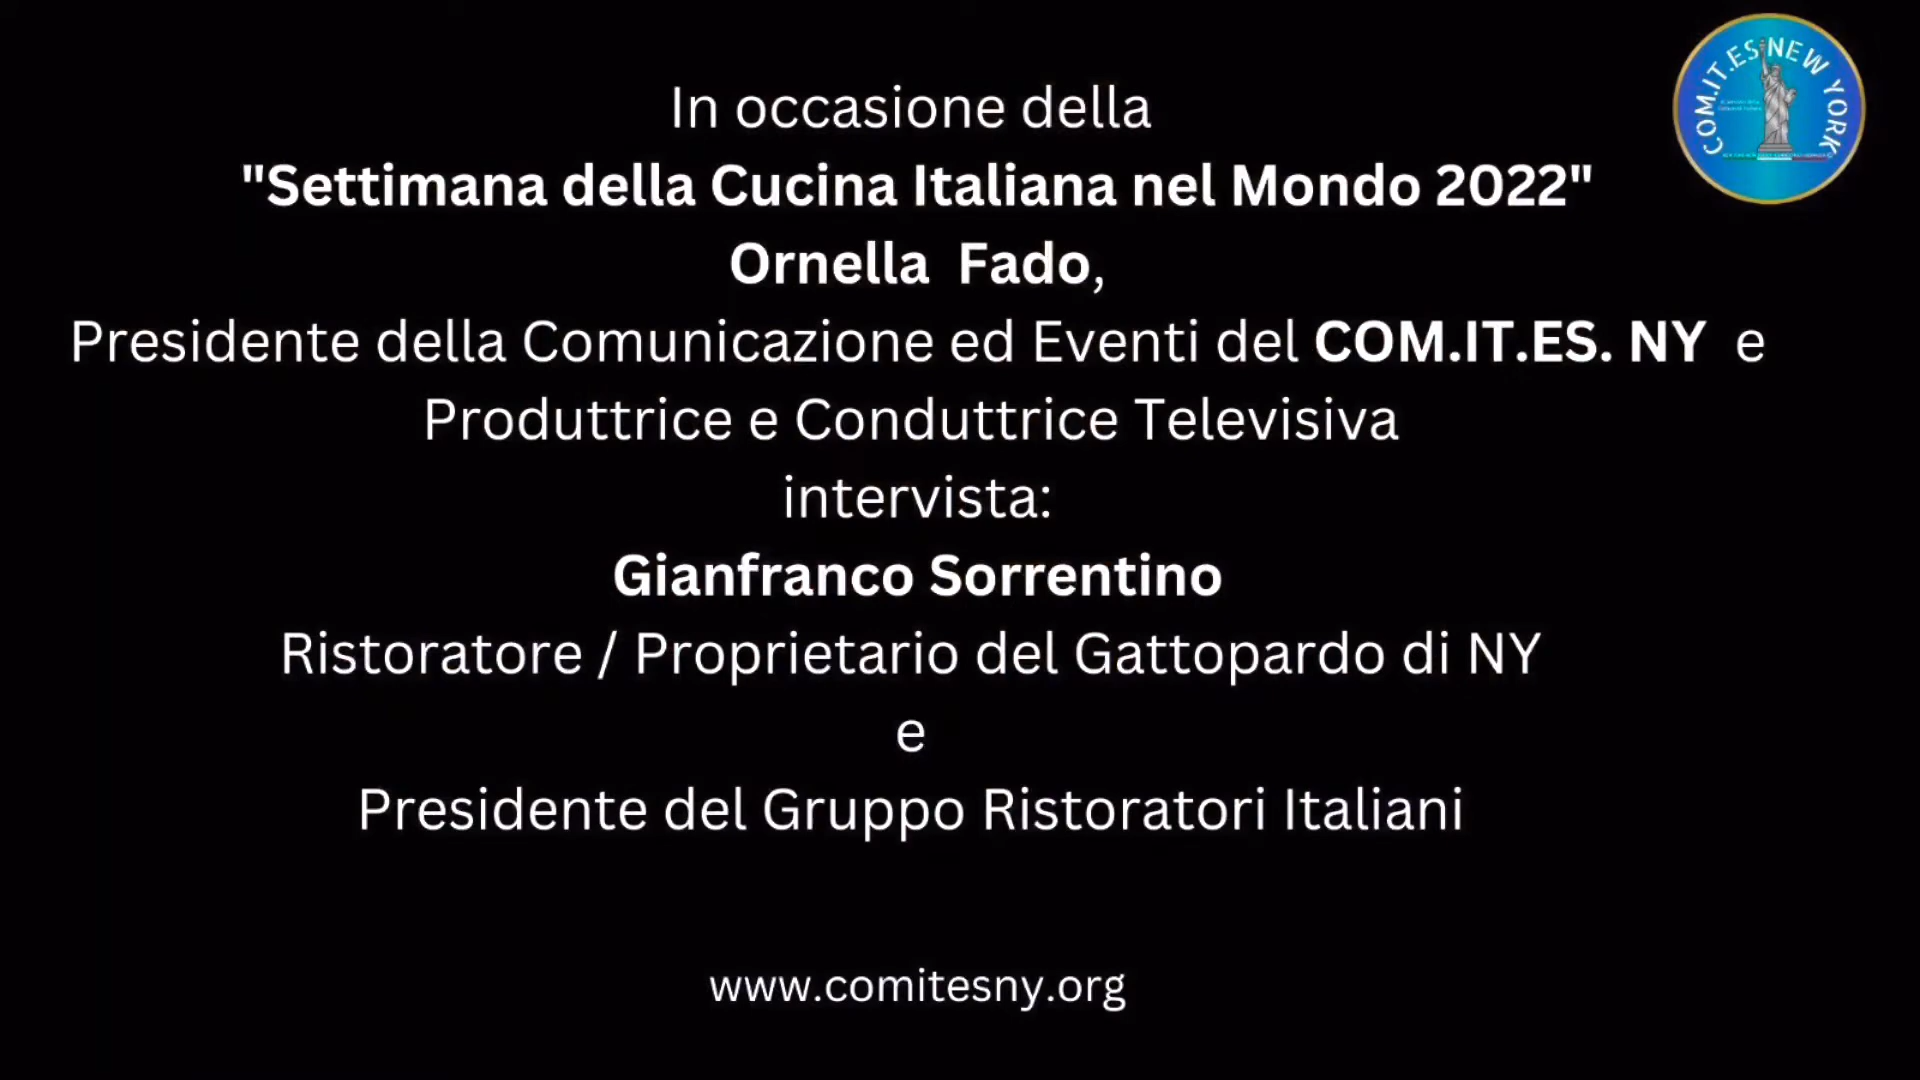 In occasione della
"Settimana della Cucina Italiana nel Mondo 2022"
Ornella Fado,
Presidente della Comunicazione ed Eventi del COM.IT.ES. NY e
Produttrice e Conduttrice Televisiva
intervista:
Gianfranco Sorrentino
Ristoratore / Proprietario del Gattopardo di NY
e
Presidente del Gruppo Ristoratori Italiani
www.comitesny.org
COM.IT.ES NEW YORK